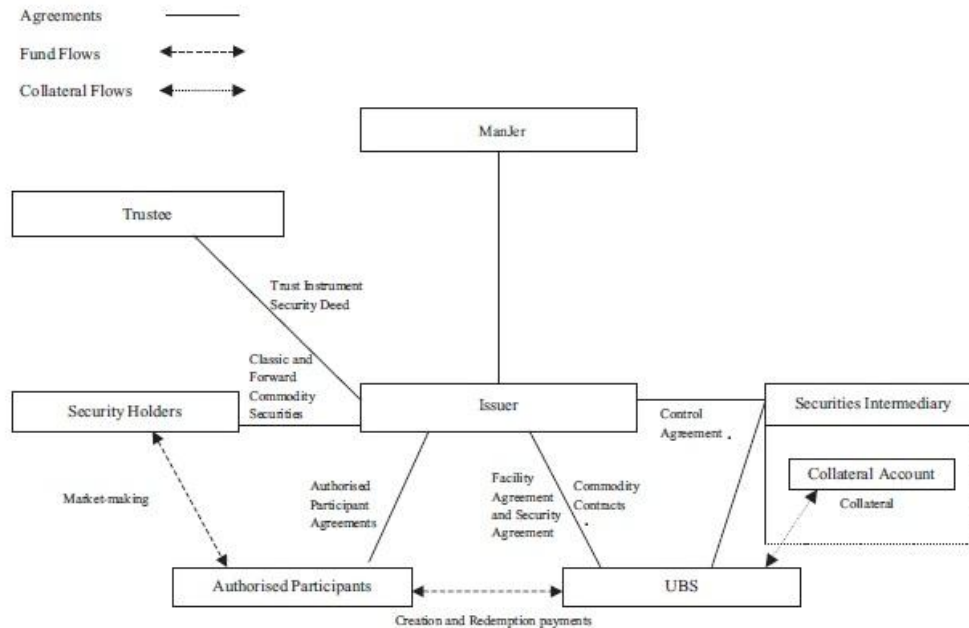 Agreements
Fund Flows
Collateral Flows
ManJer
Trustee
Trust Instrument
Security Deed
Classic and
Forward
Commodity
Securities
Security Holders
Issuer
Securities Intermediary
Control
Agreement
Collateral Account
Collateral
Market-making
Authorised
Participant
Agreements
Facility
Agreement
and Security
Agreement
Commodity
Contracts
Authorised Participants
UBS
Creation and Redemption payments